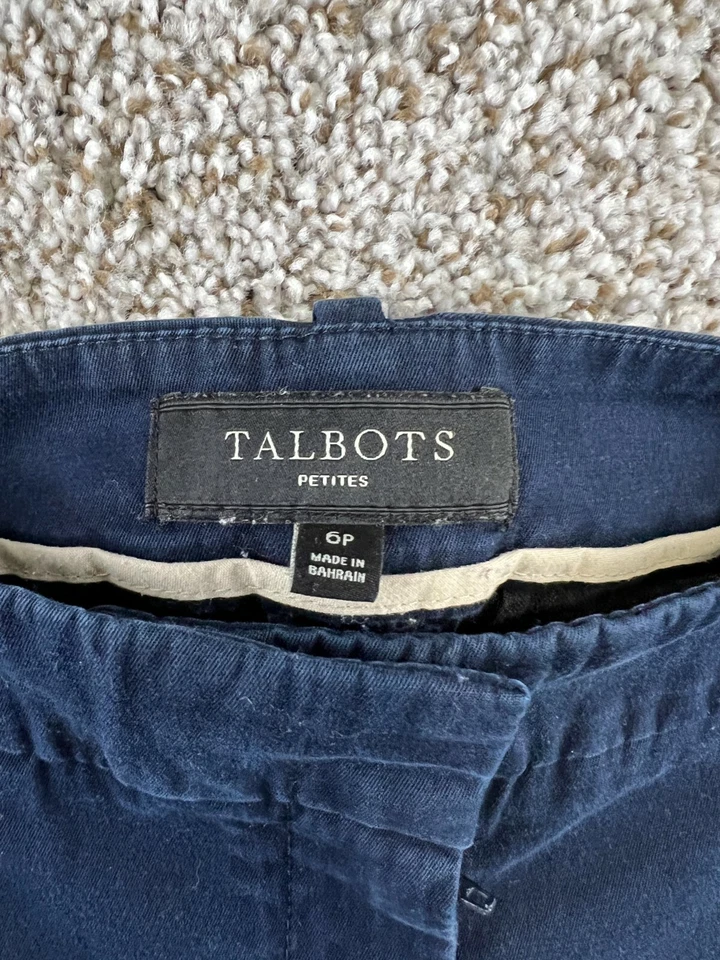 TALBOTS
PETITES
6P
MADE IN
BAHRAIN